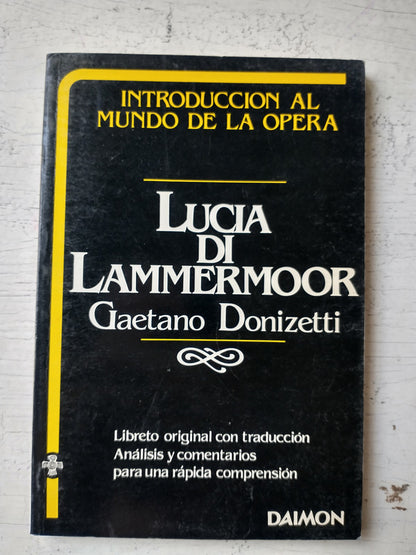 INTRODUCCION AL
MUNDO DE LA OPERA
LUCIA
DI
LAMMERMOOR
Gaetano Donizetti
Libreto original con traducción
Análisis y comentarios
para una rápida comprensión
DAIMON